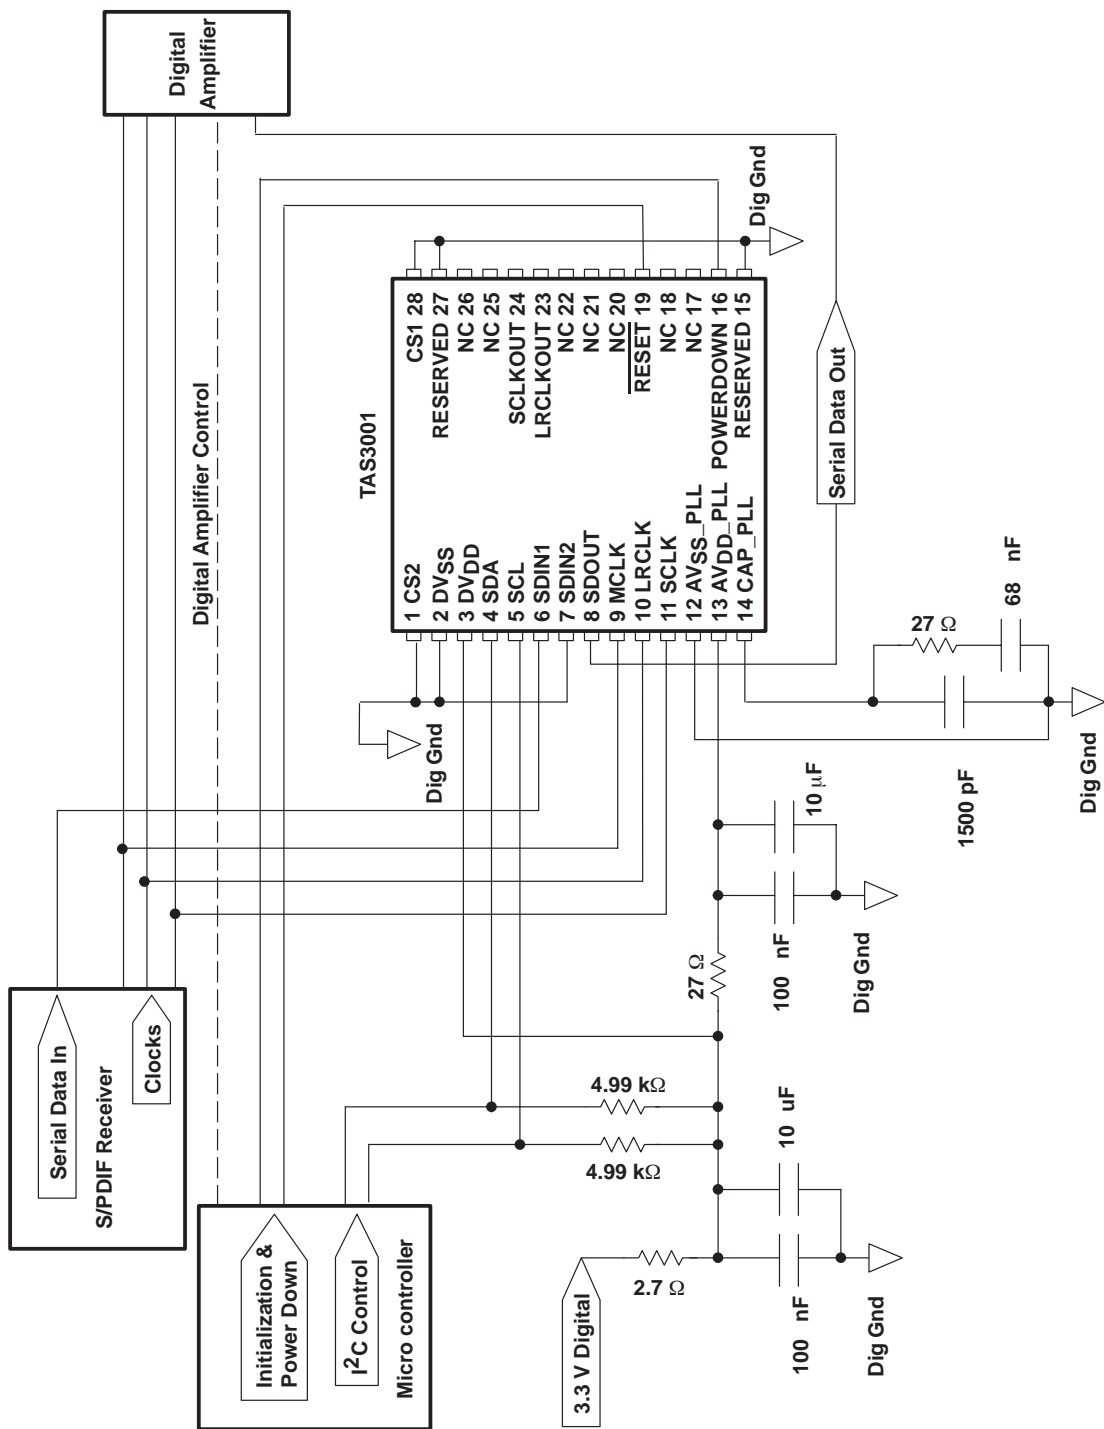 Serial Data In
S/PDIF Receiver
Clocks
Digital
Amplifier
Digital Amplifier Control
Initialization &
Power Down
I²C Control
Micro controller
TAS3001
1 CS2
2 DVSS
3 DVDD
4 SDA
5 SCL
6 SDIN1
7 SDIN2
8 SDOUT
9 MCLK
10 LRCLK
11 SCLK
12 AVSS_PLL
13 AVDD_PLL
14 CAP_PLL
CS1 28
RESERVED 27
NC 26
NC 25
SCLKOUT 24
LRCLKOUT 23
NC 22
NC 21
NC 20
RESET 19
NC 18
NC 17
POWERDOWN 16
RESERVED 15
Dig Gnd
Dig Gnd
4.99 kΩ
4.99 kΩ
3.3 V Digital
2.7 Ω
100 nF
10 uF
Dig Gnd
27 Ω
100 nF
10 μF
Dig Gnd
1500 pF
27 Ω
68 nF
Dig Gnd
Serial Data Out